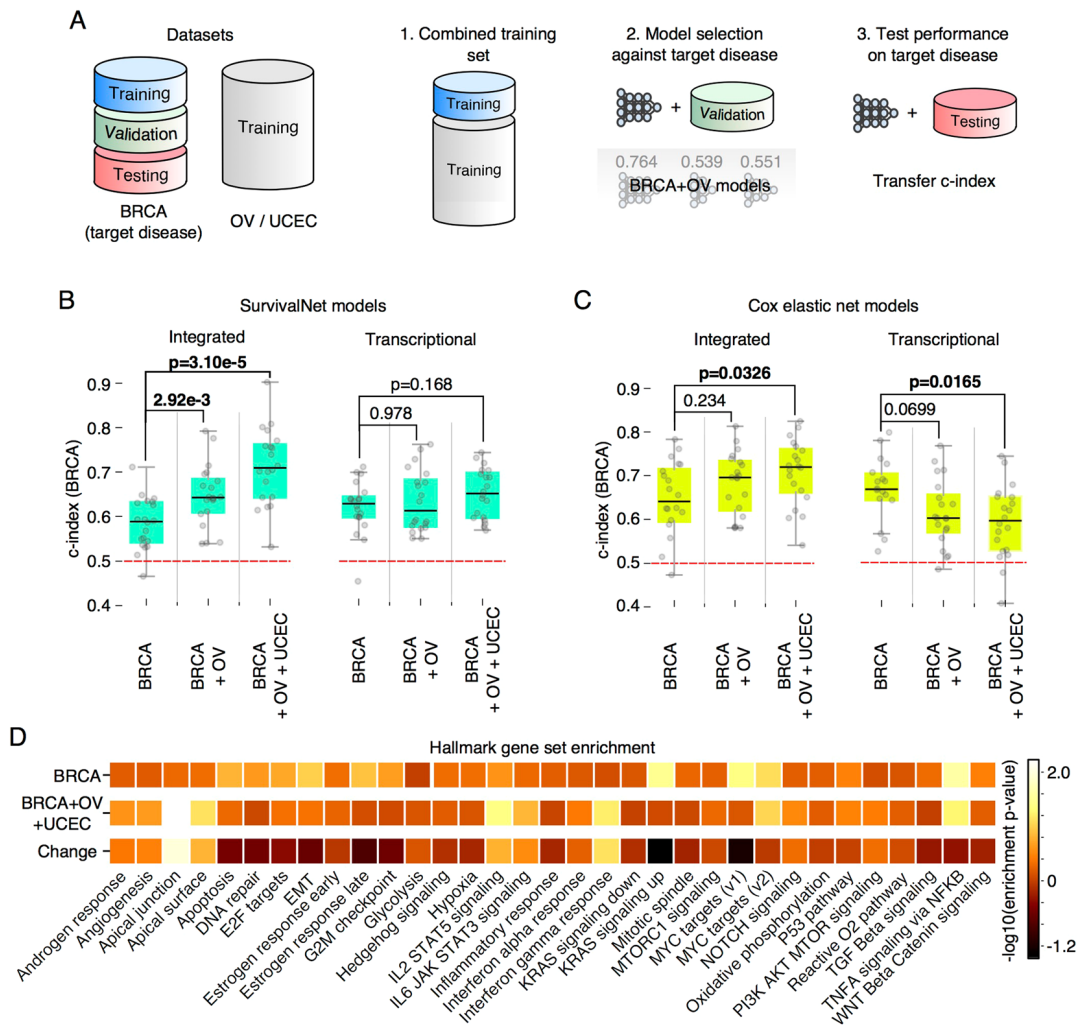 A
Datasets
Training
Validation
Testing
BRCA
(target disease)
Training
OV / UCEC
1. Combined training
set
Training
Training
2. Model selection
against target disease
+
Validation
0.764 0.539 0.551
BRCA+OV models
3. Test performance
on target disease
+
Testing
Transfer c-index
B
SurvivalNet models
Integrated
Transcriptional
p=3.10e-5
2.92e-3
p=0.168
0.978
c-index (BRCA)
0.9
0.8
0.7
0.6
0.5
0.4
BRCA
BRCA
+ OV
BRCA
+ OV + UCEC
BRCA
BRCA
+ OV
BRCA
+ OV + UCEC
C
Cox elastic net models
Integrated
Transcriptional
p=0.0326
0.234
p=0.0165
0.0699
c-index (BRCA)
0.9
0.8
0.7
0.6
0.5
0.4
BRCA
BRCA
+ OV
BRCA
+ OV + UCEC
BRCA
BRCA
+ OV
BRCA
+ OV + UCEC
D
Hallmark gene set enrichment
BRCA
BRCA+OV
+UCEC
Change
Androgen response
Angiogenesis
Apical junction
Apical surface
Apoptosis
DNA repair
E2F targets
EMT
Estrogen response early
Estrogen response late
G2M checkpoint
Glycolysis
Hedgehog signaling
Hypoxia
IL2 STAT5 signaling
IL6 JAK STAT3 signaling
Inflammatory response
Interferon alpha response
Interferon gamma response
KRAS signaling down
KRAS signaling up
Mitotic spindle
MTORC1 signaling
MYC targets (v1)
MYC targets (v2)
NOTCH signaling
Oxidative phosphorylation
P53 pathway
PI3K AKT MTOR signaling
Reactive O2 pathway
TGF Beta signaling
TNFA signaling via NFKB
WNT Beta Catenin signaling
2.0
0
-1.2
-log10(enrichment p-value)